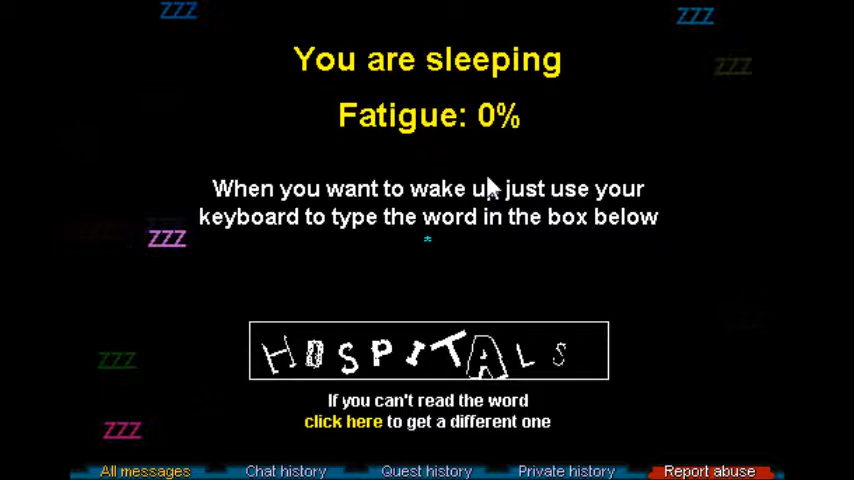 ZZZ
ZZZ
You are sleeping
ZZZ
Fatigue: 0%
When you want to wake up just use your
keyboard to type the word in the box below
ZZZ
*
HOSPITALS
ZZZ
If you can't read the word
click here to get a different one
ZZZ
All messages Chat history Quest history Private history Report abuse